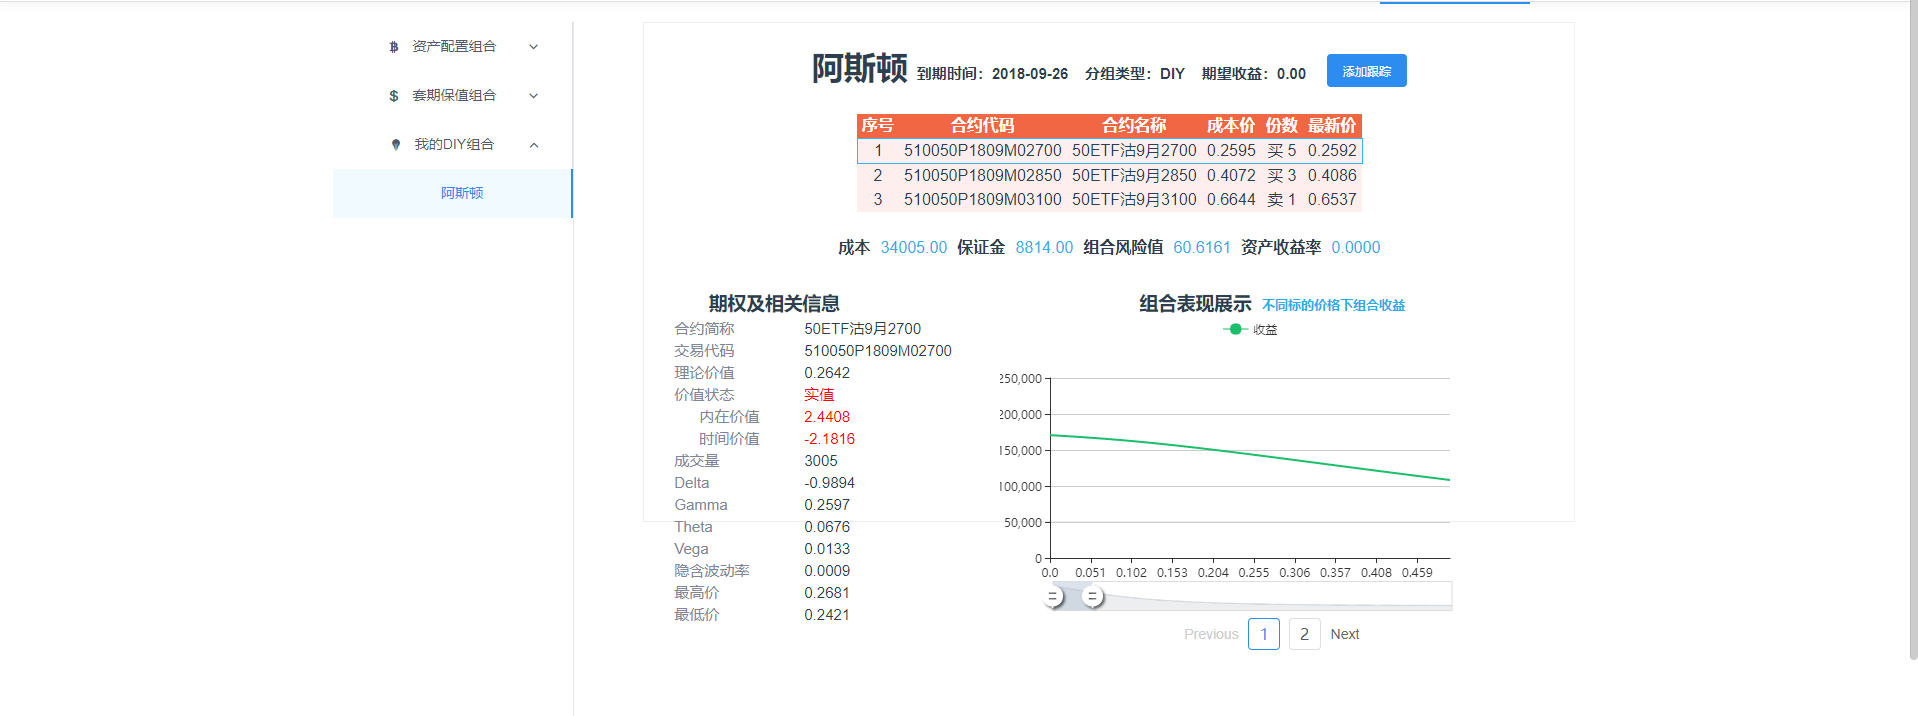 资产配置组合
套期保值组合
我的DIY组合
阿斯顿
阿斯顿 到期时间：2018-09-26 分组类型：DIY 期望收益：0.00 添加跟踪
序号 合约代码 合约名称 成本价 份数 最新价
1 510050P1809M02700 50ETF沽9月2700 0.2595 买 5 0.2592
2 510050P1809M02850 50ETF沽9月2850 0.4072 买 3 0.4086
3 510050P1809M03100 50ETF沽9月3100 0.6644 卖 1 0.6537
成本 34005.00 保证金 8814.00 组合风险值 60.6161 资产收益率 0.0000
期权及相关信息
合约简称 50ETF沽9月2700
交易代码 510050P1809M02700
理论价值 0.2642
价值状态 实值
内在价值 2.4408
时间价值 -2.1816
成交量 3005
Delta -0.9894
Gamma 0.2597
Theta 0.0676
Vega 0.0133
隐含波动率 0.0009
最高价 0.2681
最低价 0.2421
组合表现展示 不同标的价格下组合收益
收益
250,000
200,000
150,000
100,000
50,000
0
0.0 0.051 0.102 0.153 0.204 0.255 0.306 0.357 0.408 0.459
Previous 1 2 Next